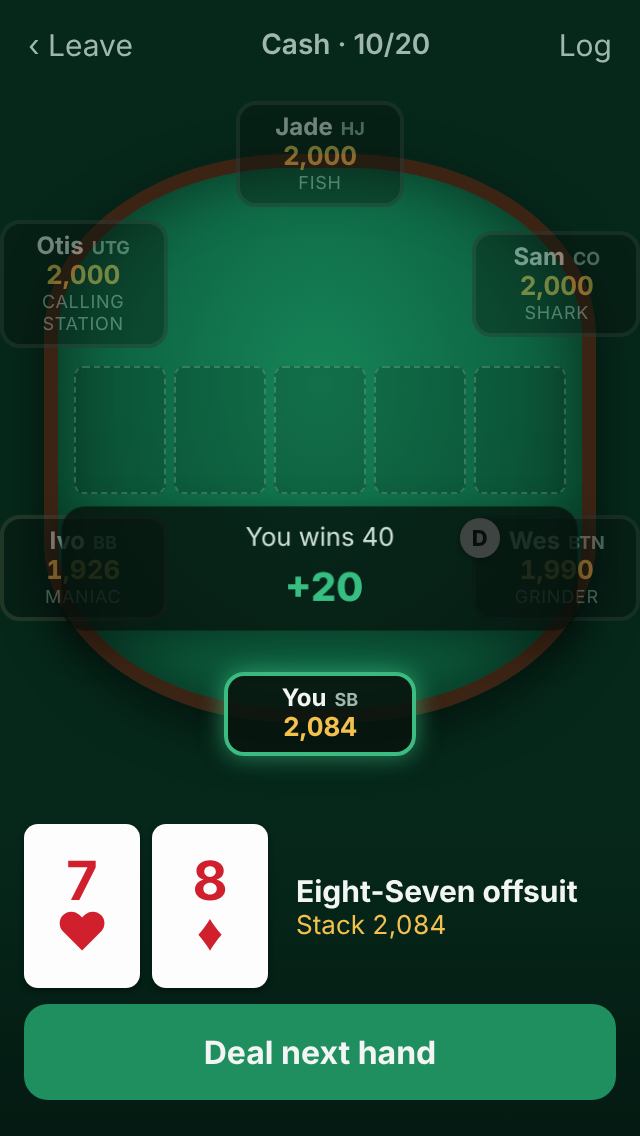 ‹ Leave
Cash · 10/20
Log
Jade HJ
2,000
FISH
Otis UTG
2,000
CALLING
STATION
Sam CO
2,000
SHARK
Ivo BB
1,926
MANIAC
You wins 40
+20
D
Wes BTN
1,990
GRINDER
You SB
2,084
7
8
Eight-Seven offsuit
Stack 2,084
Deal next hand